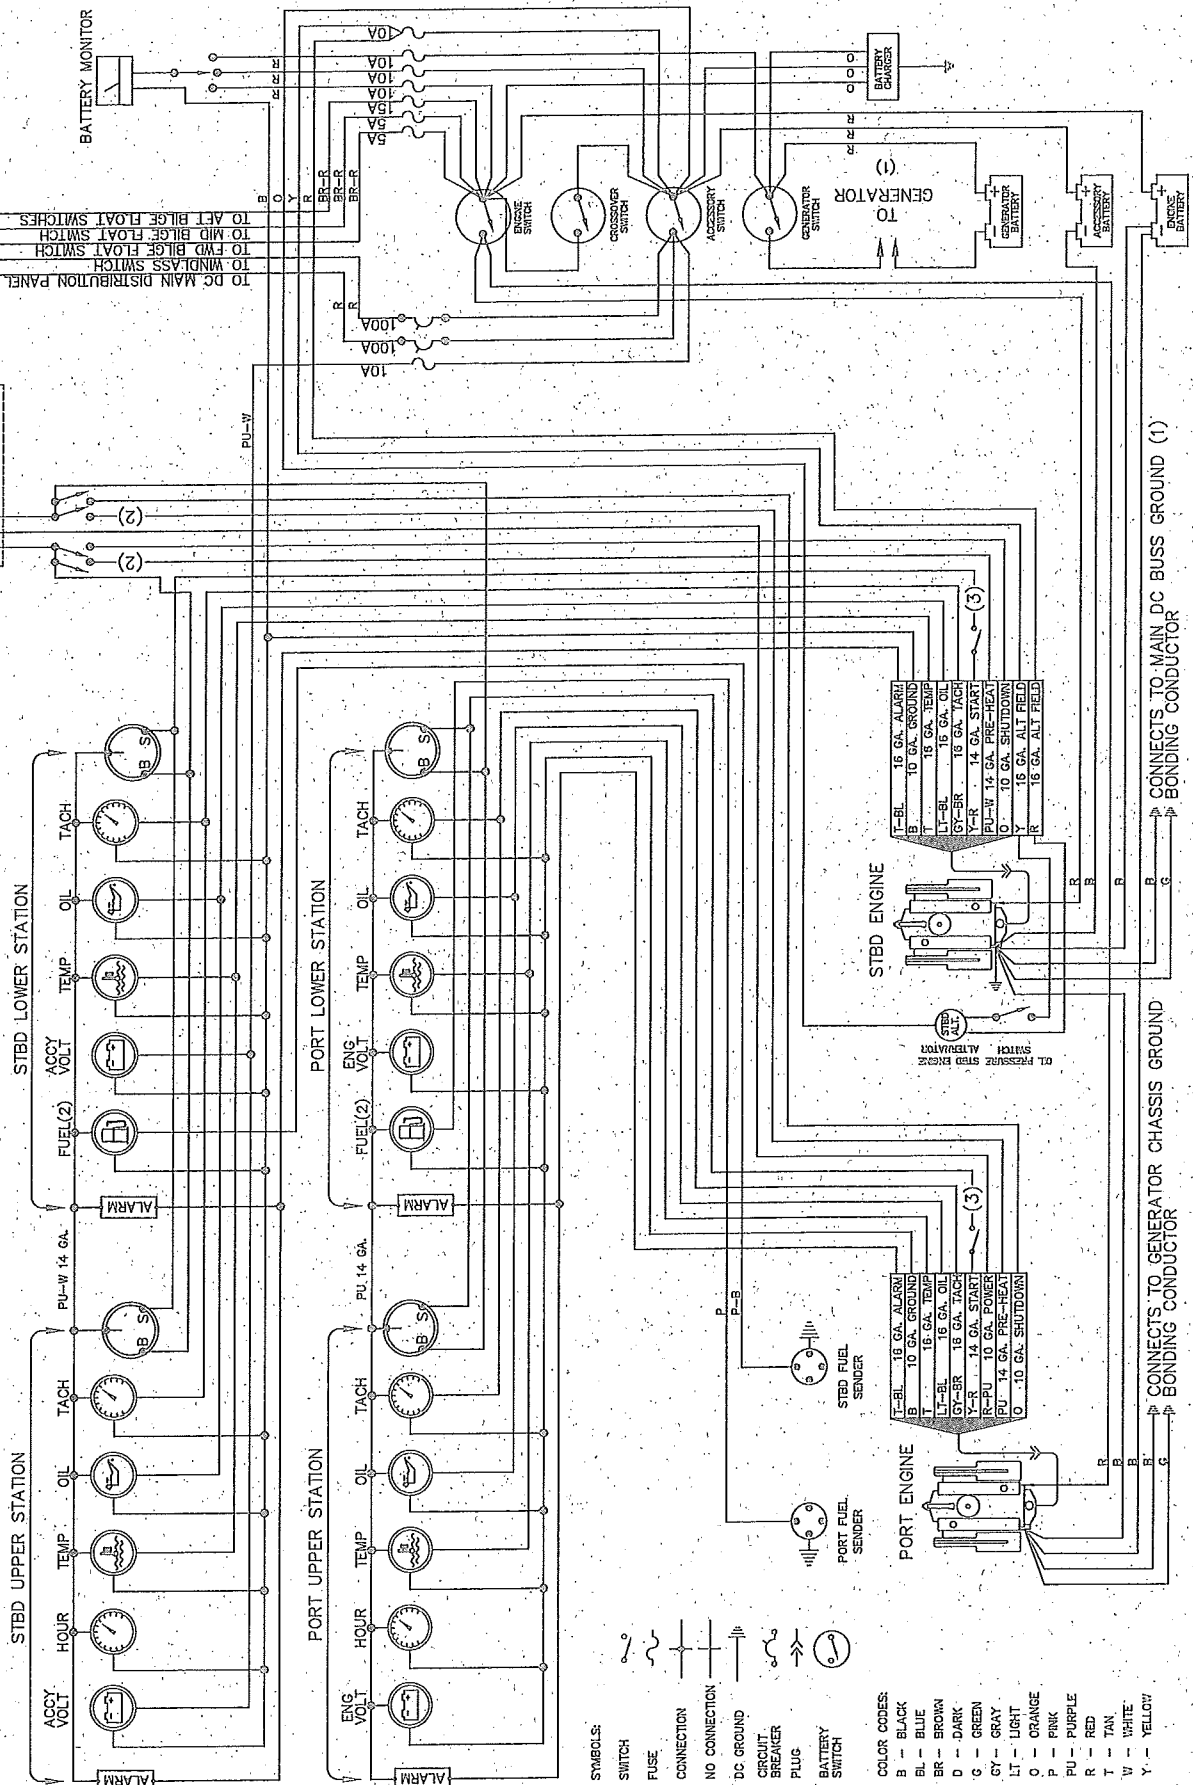 BATTERY MONITOR
R
R
R
10A
10A
10A
10A
15A
5A
5A
B
O
Y
R
BR-R
BR-R
BR-R
TO AFT BILGE FLOAT SWITCHES
TO MID BILGE FLOAT SWITCH
TO FWD BILGE FLOAT SWITCH
TO WINDLASS SWITCH
TO DC MAIN DISTRIBUTION PANEL
R
R
100A
100A
10A
PU-W
ENGINE
SWITCH
CROSSOVER
SWITCH
ACCESSORY
SWITCH
GENERATOR
SWITCH
O
O
O
BATTERY
CHARGER
R
R
R
TO
GENERATOR
(1)
GENERATOR
BATTERY
- +
ACCESSORY
BATTERY
- +
ENGINE
BATTERY
- +
(2)
(2)
STBD LOWER STATION
FUEL(2)
ACCY
VOLT
TEMP
OIL
TACH
B S
ALARM
PU-W 14 GA.
STBD UPPER STATION
ACCY
VOLT
HOUR
TEMP
OIL
TACH
B S
ALARM
PORT LOWER STATION
FUEL(2)
ENG
VOLT
TEMP
OIL
TACH
B S
ALARM
PU 14 GA.
PORT UPPER STATION
ENG
VOLT
HOUR
TEMP
OIL
TACH
B S
ALARM
STBD ENGINE
T-BL 16 GA. ALARM
B 10 GA. GROUND
T 16 GA. TEMP
LT-BL 16 GA. OIL
GY-BR 16 GA. TACH
Y-R 14 GA. START
PU-W 14 GA. PRE-HEAT
O 10 GA. SHUTDOWN
Y 16 GA. ALT FIELD
R 16 GA. ALT FIELD
(3)
STBD
ALT.
STBD ENGINE
ALTERNATOR
OIL PRESSURE
SWITCH
R
B
B
B
G
CONNECTS TO MAIN DC BUSS GROUND (1)
BONDING CONDUCTOR
P
P-B
STBD FUEL
SENDER
PORT FUEL
SENDER
PORT ENGINE
T-BL 16 GA. ALARM
B 10 GA. GROUND
T 16 GA. TEMP
LT-BL 16 GA. OIL
GY-BR 16 GA. TACH
Y-R 14 GA. START
R-PU 10 GA. POWER
PU 14 GA. PRE-HEAT
O 10 GA. SHUTDOWN
(3)
R
B
B
B
G
CONNECTS TO GENERATOR CHASSIS GROUND
BONDING CONDUCTOR
SYMBOLS:
SWITCH
FUSE
CONNECTION
NO CONNECTION
DC GROUND
CIRCUIT
BREAKER
PLUG
BATTERY
SWITCH
COLOR CODES:
B - BLACK
BL - BLUE
BR - BROWN
D - DARK
G - GREEN
GY - GRAY
LT - LIGHT
O - ORANGE
P - PINK
PU - PURPLE
R - RED
T - TAN
W - WHITE
Y - YELLOW